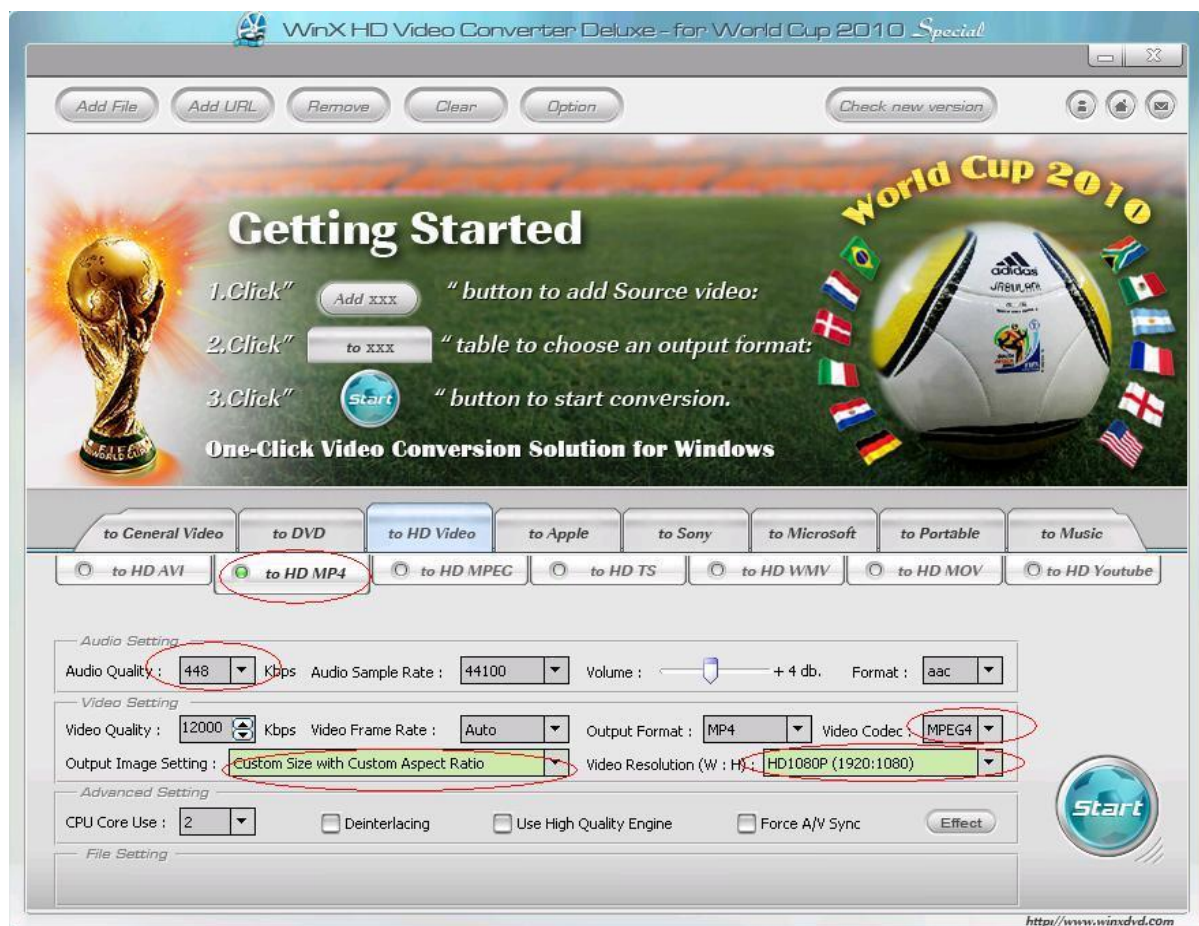 WinX HD Video Converter Deluxe - for World Cup 2010 Special
Add File Add URL Remove Clear Option Check new version
World Cup 2010
Getting Started
adidas
JABULANI
1.Click" Add xxx " button to add Source video:
2.Click" to xxx " table to choose an output format:
3.Click" Start " button to start conversion.
FIFA
WORLD CUP
One-Click Video Conversion Solution for Windows
to General Video to DVD to HD Video to Apple to Sony to Microsoft to Portable to Music
to HD AVI to HD MP4 to HD MPEG to HD TS to HD WMV to HD MOV to HD Youtube
Audio Setting
Audio Quality : 448 Kbps Audio Sample Rate : 44100 Volume : + 4 db. Format : aac
Video Setting
Video Quality : 12000 Kbps Video Frame Rate : Auto Output Format : MP4 Video Codec : MPEG4
Output Image Setting : Custom Size with Custom Aspect Ratio Video Resolution (W : H) : HD1080P (1920:1080)
Advanced Setting
CPU Core Use : 2 Deinterlacing Use High Quality Engine Force A/V Sync Effect
Start
File Setting
http://www.winxdvd.com